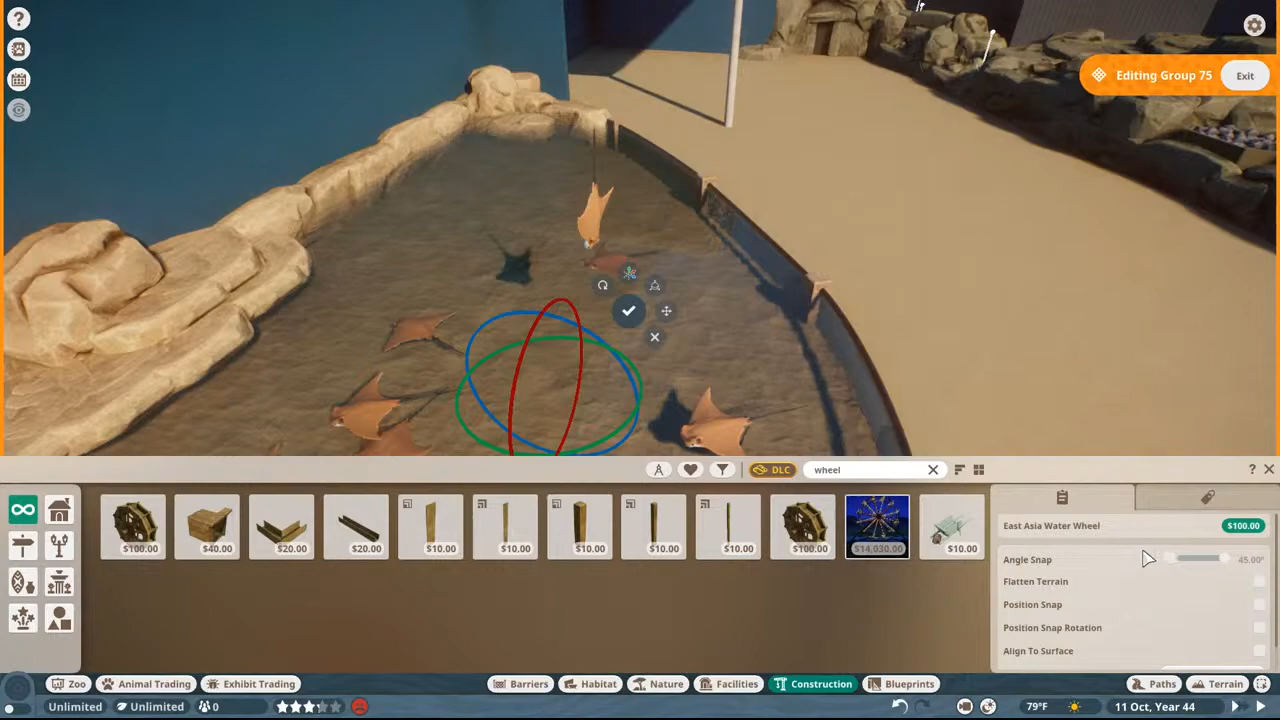 ?
Editing Group 75 Exit
DLC wheel
?
$100.00 $40.00 $20.00 $20.00 $10.00 $10.00 $10.00 $10.00 $10.00 $100.00 $14,030.00 $10.00
East Asia Water Wheel $100.00
Angle Snap 45.00°
Flatten Terrain
Position Snap
Position Snap Rotation
Align To Surface
Zoo Animal Trading Exhibit Trading Barriers Habitat Nature Facilities Construction Blueprints Paths Terrain
Unlimited Unlimited 0 79°F 11 Oct, Year 44